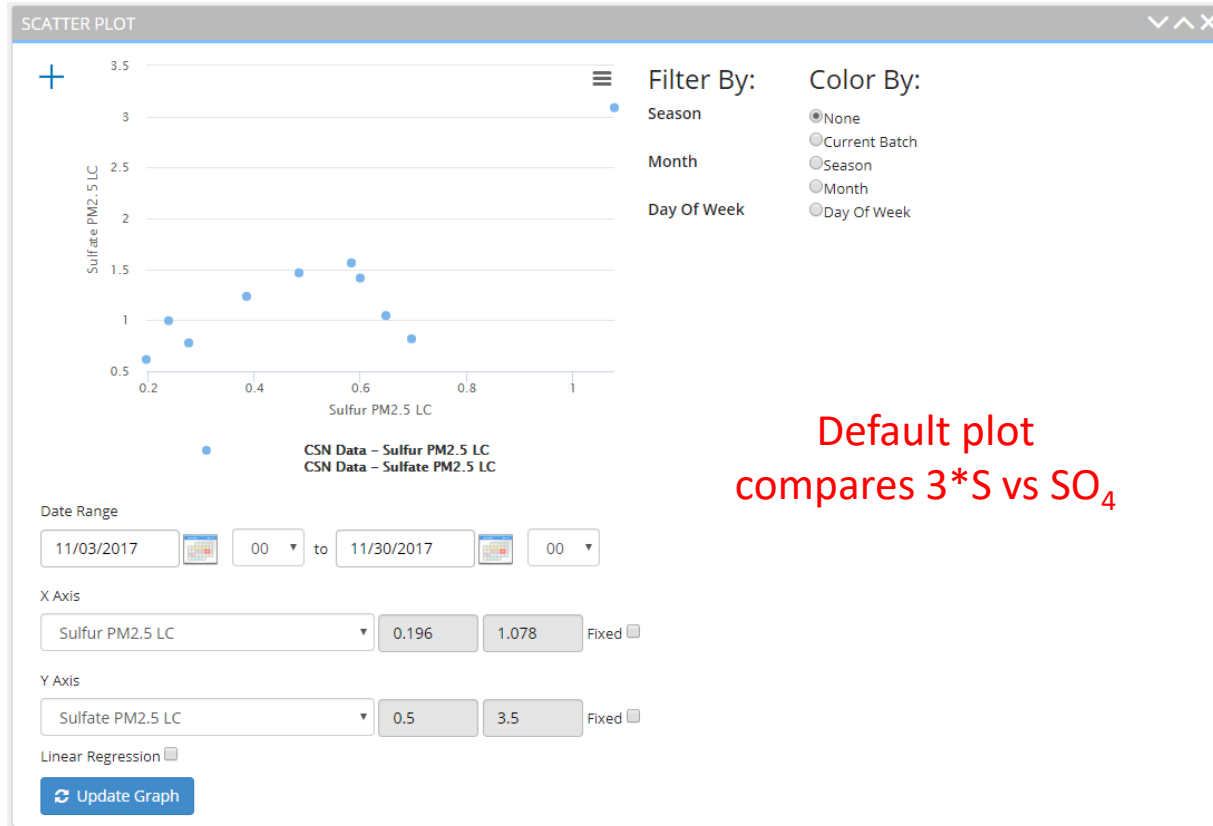 SCATTER PLOT
3.5
3
2.5
2
1.5
1
0.5
Sulfate PM2.5 LC
0.2 0.4 0.6 0.8 1
Sulfur PM2.5 LC
CSN Data – Sulfur PM2.5 LC
CSN Data – Sulfate PM2.5 LC
Filter By:
Season
Month
Day Of Week
Color By:
None
Current Batch
Season
Month
Day Of Week
Default plot
compares 3*S vs SO₄
Date Range
11/03/2017 00 to 11/30/2017 00
X Axis
Sulfur PM2.5 LC 0.196 1.078 Fixed
Y Axis
Sulfate PM2.5 LC 0.5 3.5 Fixed
Linear Regression
Update Graph